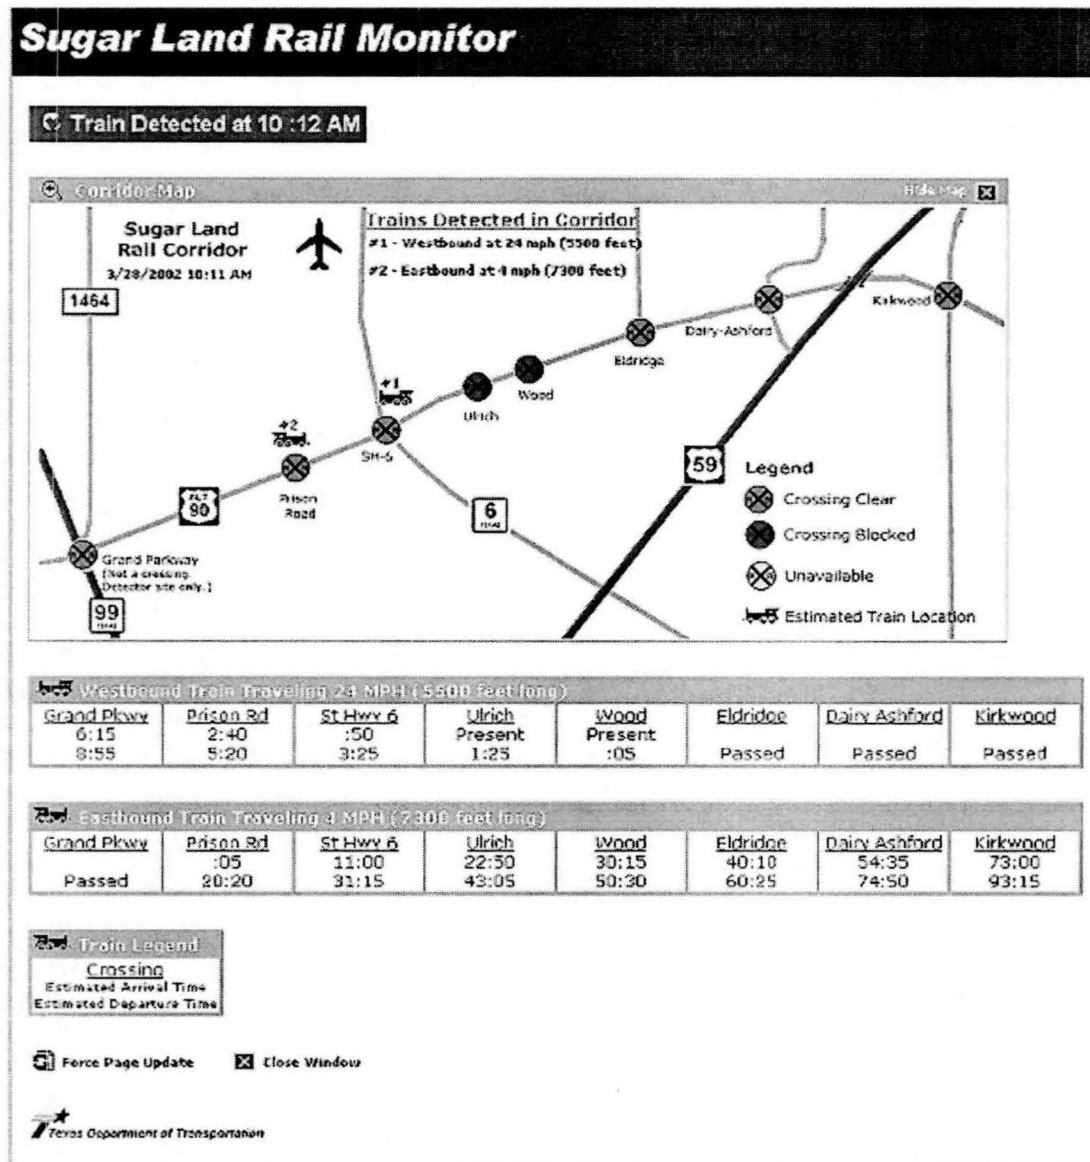 Sugar Land Rail Monitor
Train Detected at 10 :12 AM
Corridor Map
Hide Map
Sugar Land
Rail Corridor
3/28/2002 10:11 AM
Trains Detected in Corridor
#1 - Westbound at 24 mph (5500 feet)
#2 - Eastbound at 4 mph (7300 feet)
1464
Kirkwood
Dairy-Ashford
Eldridge
#1
Wood
Ulrich
#2
SH-6
Prison
Road
59
ALT
90
6
TEXAS
Grand Parkway
(Not a crossing.
Detector site only.)
99
TEXAS
Legend
Crossing Clear
Crossing Blocked
Unavailable
Estimated Train Location
Westbound Train Traveling 24 MPH (5500 feet long)
Grand Pkwy Prison Rd St Hwy 6 Ulrich Wood Eldridge Dairy Ashford Kirkwood
6:15 2:40 :50 Present Present
8:55 5:20 3:25 1:25 :05 Passed Passed Passed
Eastbound Train Traveling 4 MPH (7300 feet long)
Grand Pkwy Prison Rd St Hwy 6 Ulrich Wood Eldridge Dairy Ashford Kirkwood
:05 11:00 22:50 30:15 40:10 54:35 73:00
Passed 20:20 31:15 43:05 50:30 60:25 74:50 93:15
Train Legend
Crossing
Estimated Arrival Time
Estimated Departure Time
Force Page Update Close Window
Texas Department of Transportation